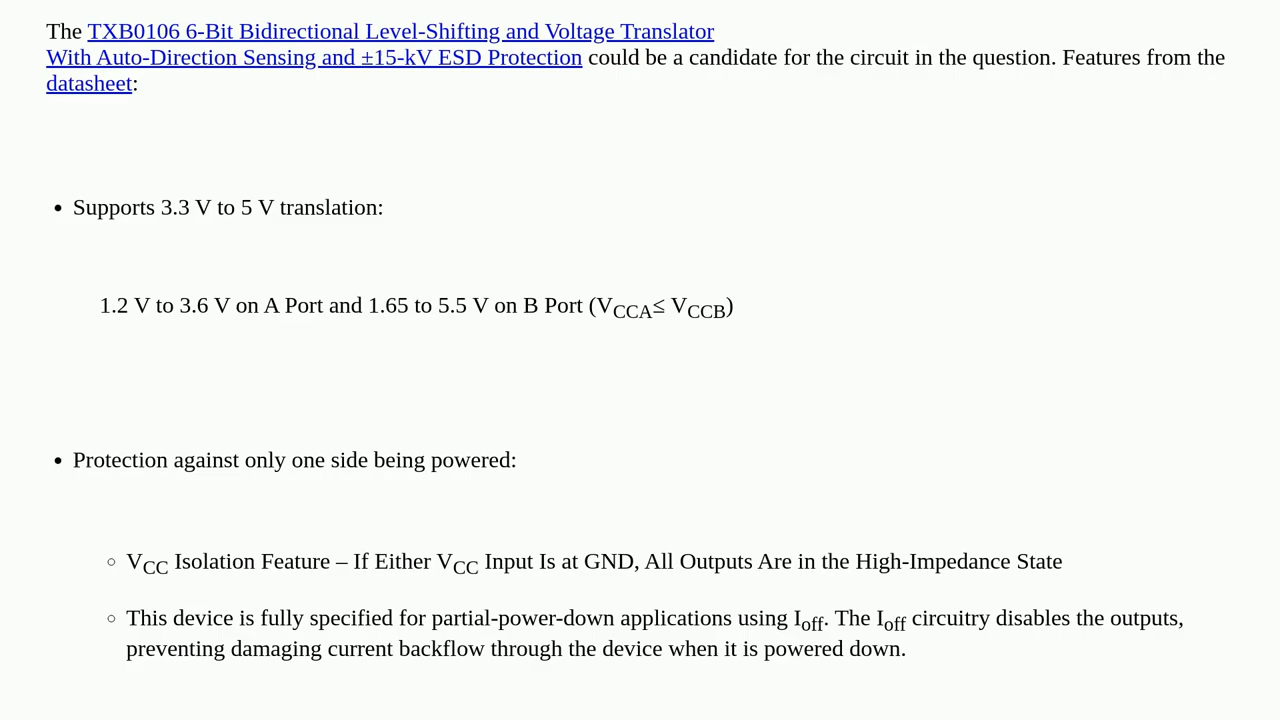 The TXB0106 6-Bit Bidirectional Level-Shifting and Voltage Translator
With Auto-Direction Sensing and ±15-kV ESD Protection could be a candidate for the circuit in the question. Features from the
datasheet:
• Supports 3.3 V to 5 V translation:
1.2 V to 3.6 V on A Port and 1.65 to 5.5 V on B Port (VCCA≤ VCCB)
• Protection against only one side being powered:
◦ VCC Isolation Feature – If Either VCC Input Is at GND, All Outputs Are in the High-Impedance State
◦ This device is fully specified for partial-power-down applications using Ioff. The Ioff circuitry disables the outputs,
preventing damaging current backflow through the device when it is powered down.